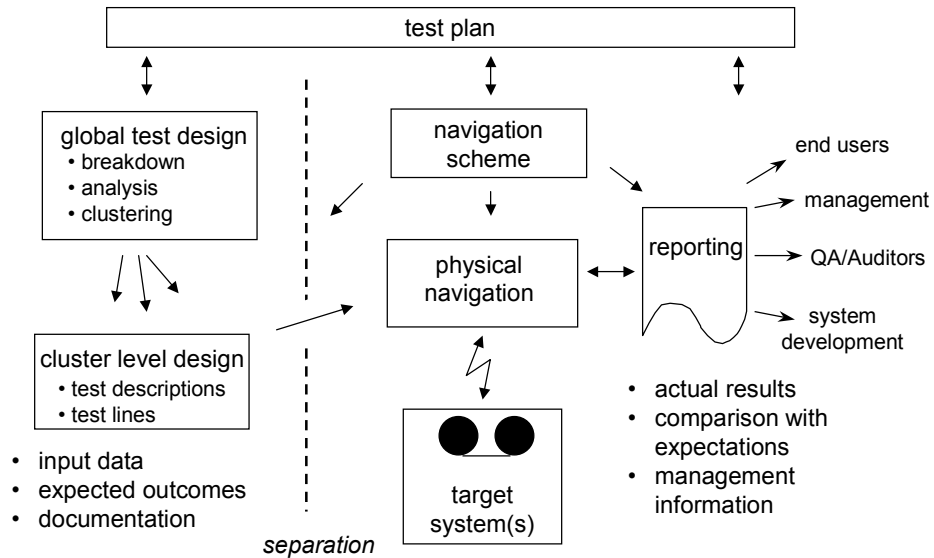 test plan
global test design
• breakdown
• analysis
• clustering
cluster level design
• test descriptions
• test lines
• input data
• expected outcomes
• documentation
separation
navigation
scheme
physical
navigation
target
system(s)
reporting
end users
management
QA/Auditors
system
development
• actual results
• comparison with
expectations
• management
information